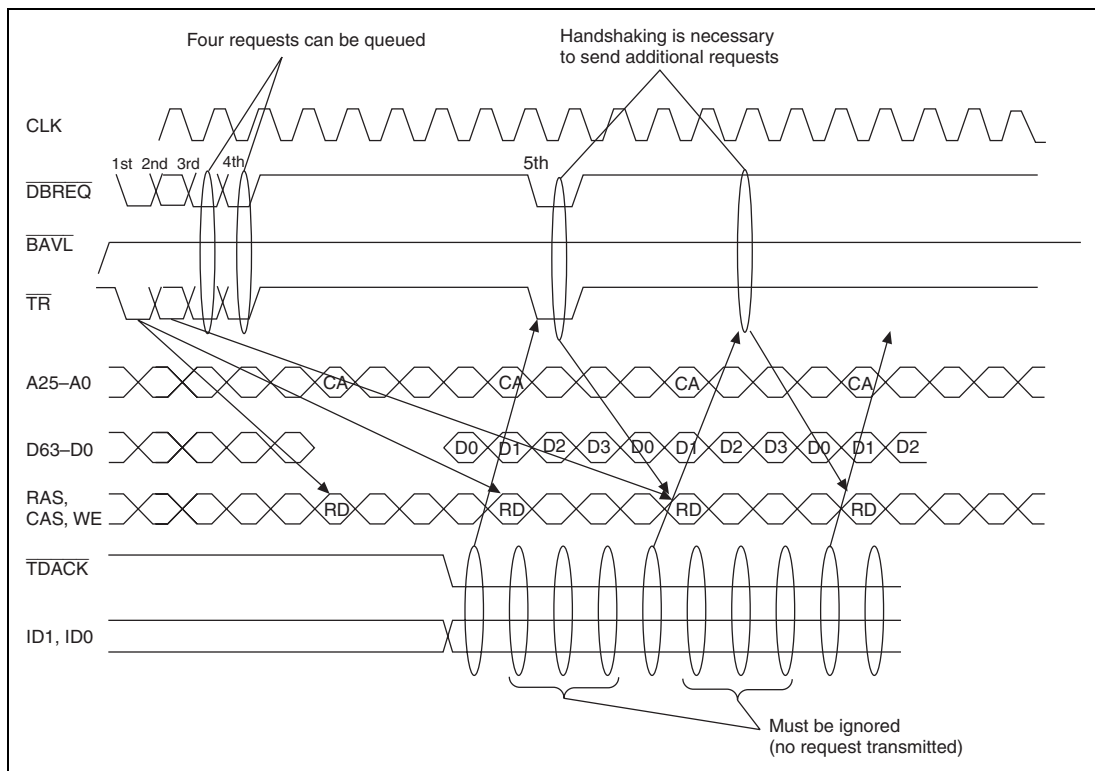 Four requests can be queued
Handshaking is necessary
to send additional requests
CLK
1st 2nd 3rd 4th 5th
DBREQ
BAVL
TR
A25–A0 CA CA CA CA
D63–D0 D0 D1 D2 D3 D0 D1 D2 D3 D0 D1 D2
RAS,
CAS, WE RD RD RD RD
TDACK
ID1, ID0
Must be ignored
(no request transmitted)